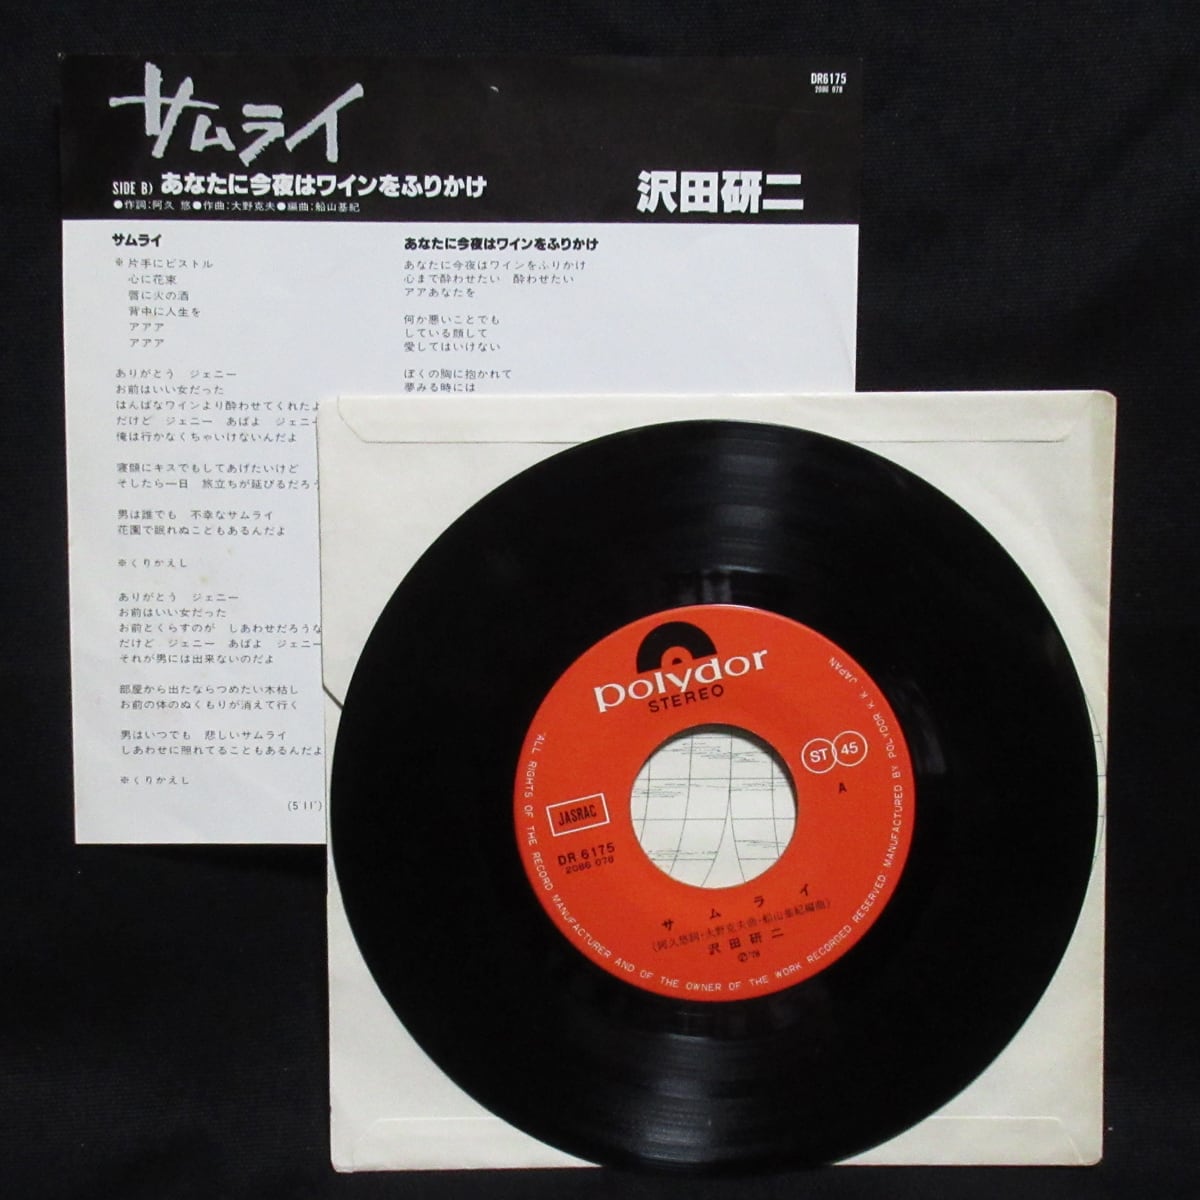 サムライ
DR6175
2086 078
SIDE B) あなたに今夜はワインをふりかけ
●作詞:阿久 悠●作曲:大野克夫●編曲:船山基紀
沢田研二
サムライ
※片手にピストル
心に花束
唇に火の酒
背中に人生を
アアア
アアア
ありがとう ジェニー
お前はいい女だった
はんぱなワインより酔わせてくれたよ
だけど ジェニー あばよ ジェニー
俺は行かなくちゃいけないんだよ
寝顔にキスでもしてあげたいけど
そしたら一日 旅立ちが延びるだろう
男は誰でも 不幸なサムライ
花園で眠れぬこともあるんだよ
※くりかえし
ありがとう ジェニー
お前はいい女だった
お前とくらすのが しあわせだろうな
だけど ジェニー あばよ ジェニー
それが男には出来ないのだよ
部屋から出たならつめたい木枯し
お前の体のぬくもりが消えて行く
男はいつでも 悲しいサムライ
しあわせに照れてることもあるんだよ
※くりかえし
(5'11")
あなたに今夜はワインをふりかけ
あなたに今夜はワインをふりかけ
心まで酔わせたい 酔わせたい
アアあなたを
何か悪いことでも
している顔して
愛してはいけない
ぼくの胸に抱かれて
夢みる時には
polydor
STEREO
ST 45
A
JASRAC
DR 6175
2086 078
サムライ
(阿久悠詞・大野克夫曲・船山基紀編曲)
沢田研二
Ⓟ'78
"ALL RIGHTS OF THE RECORD MANUFACTURER AND OF THE OWNER OF THE WORK RECORDED RESERVED MANUFACTURED BY POLYDOR K.K. JAPAN